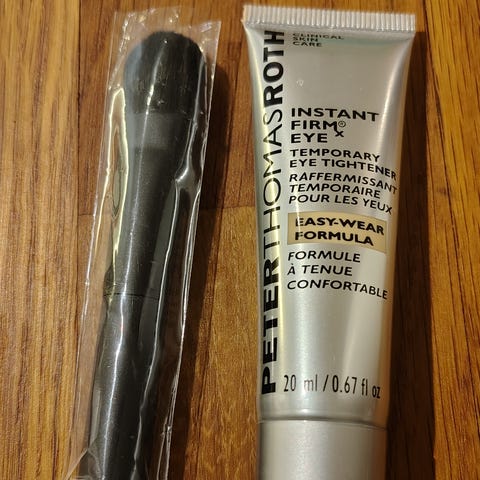 PETERTHOMASROTH
CLINICAL
SKIN
CARE
INSTANT
FIRMx®
EYE
TEMPORARY
EYE TIGHTENER
RAFFERMISSANT
TEMPORAIRE
POUR LES YEUX
EASY-WEAR
FORMULA
FORMULE
À TENUE
CONFORTABLE
20 ml / 0.67 fl oz